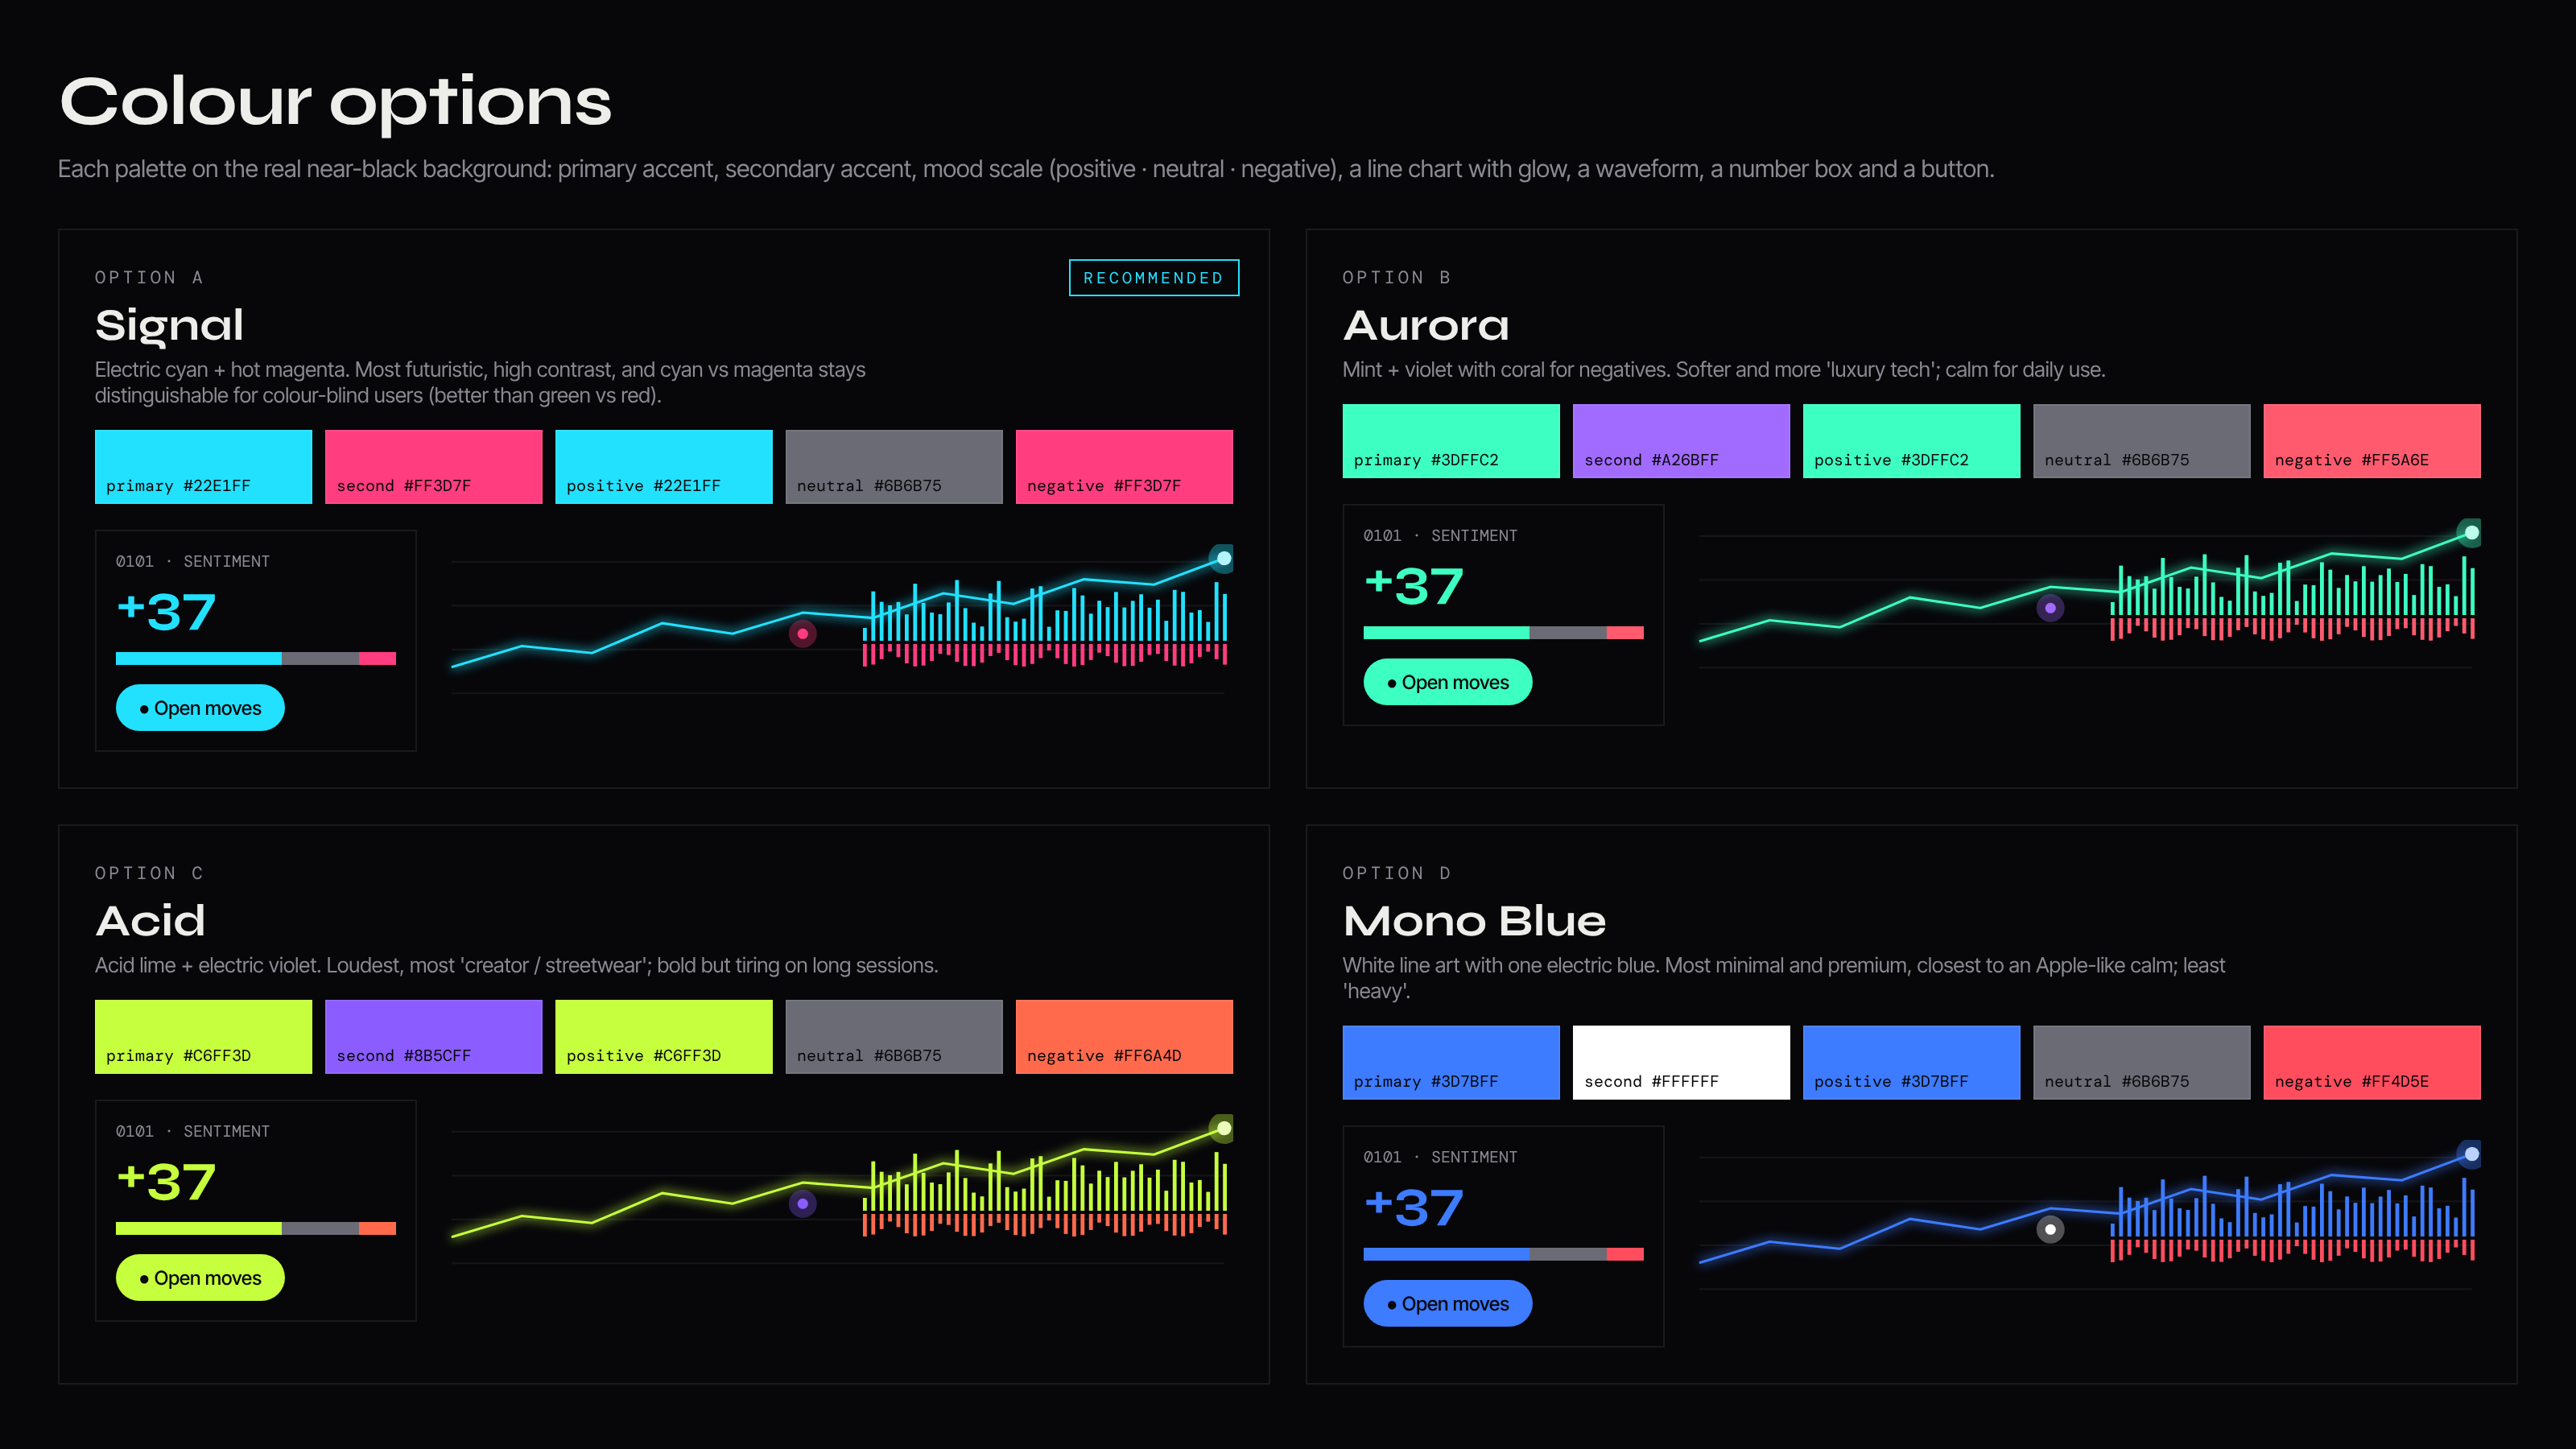 Colour options
Each palette on the real near-black background: primary accent, secondary accent, mood scale (positive · neutral · negative), a line chart with glow, a waveform, a number box and a button.
OPTION A
RECOMMENDED
Signal
Electric cyan + hot magenta. Most futuristic, high contrast, and cyan vs magenta stays
distinguishable for colour-blind users (better than green vs red).
primary #22E1FF
second #FF3D7F
positive #22E1FF
neutral #6B6B75
negative #FF3D7F
0101 · SENTIMENT
+37
● Open moves
OPTION B
Aurora
Mint + violet with coral for negatives. Softer and more 'luxury tech'; calm for daily use.
primary #3DFFC2
second #A26BFF
positive #3DFFC2
neutral #6B6B75
negative #FF5A6E
0101 · SENTIMENT
+37
● Open moves
OPTION C
Acid
Acid lime + electric violet. Loudest, most 'creator / streetwear'; bold but tiring on long sessions.
primary #C6FF3D
second #8B5CFF
positive #C6FF3D
neutral #6B6B75
negative #FF6A4D
0101 · SENTIMENT
+37
● Open moves
OPTION D
Mono Blue
White line art with one electric blue. Most minimal and premium, closest to an Apple-like calm; least
'heavy'.
primary #3D7BFF
second #FFFFFF
positive #3D7BFF
neutral #6B6B75
negative #FF4D5E
0101 · SENTIMENT
+37
● Open moves